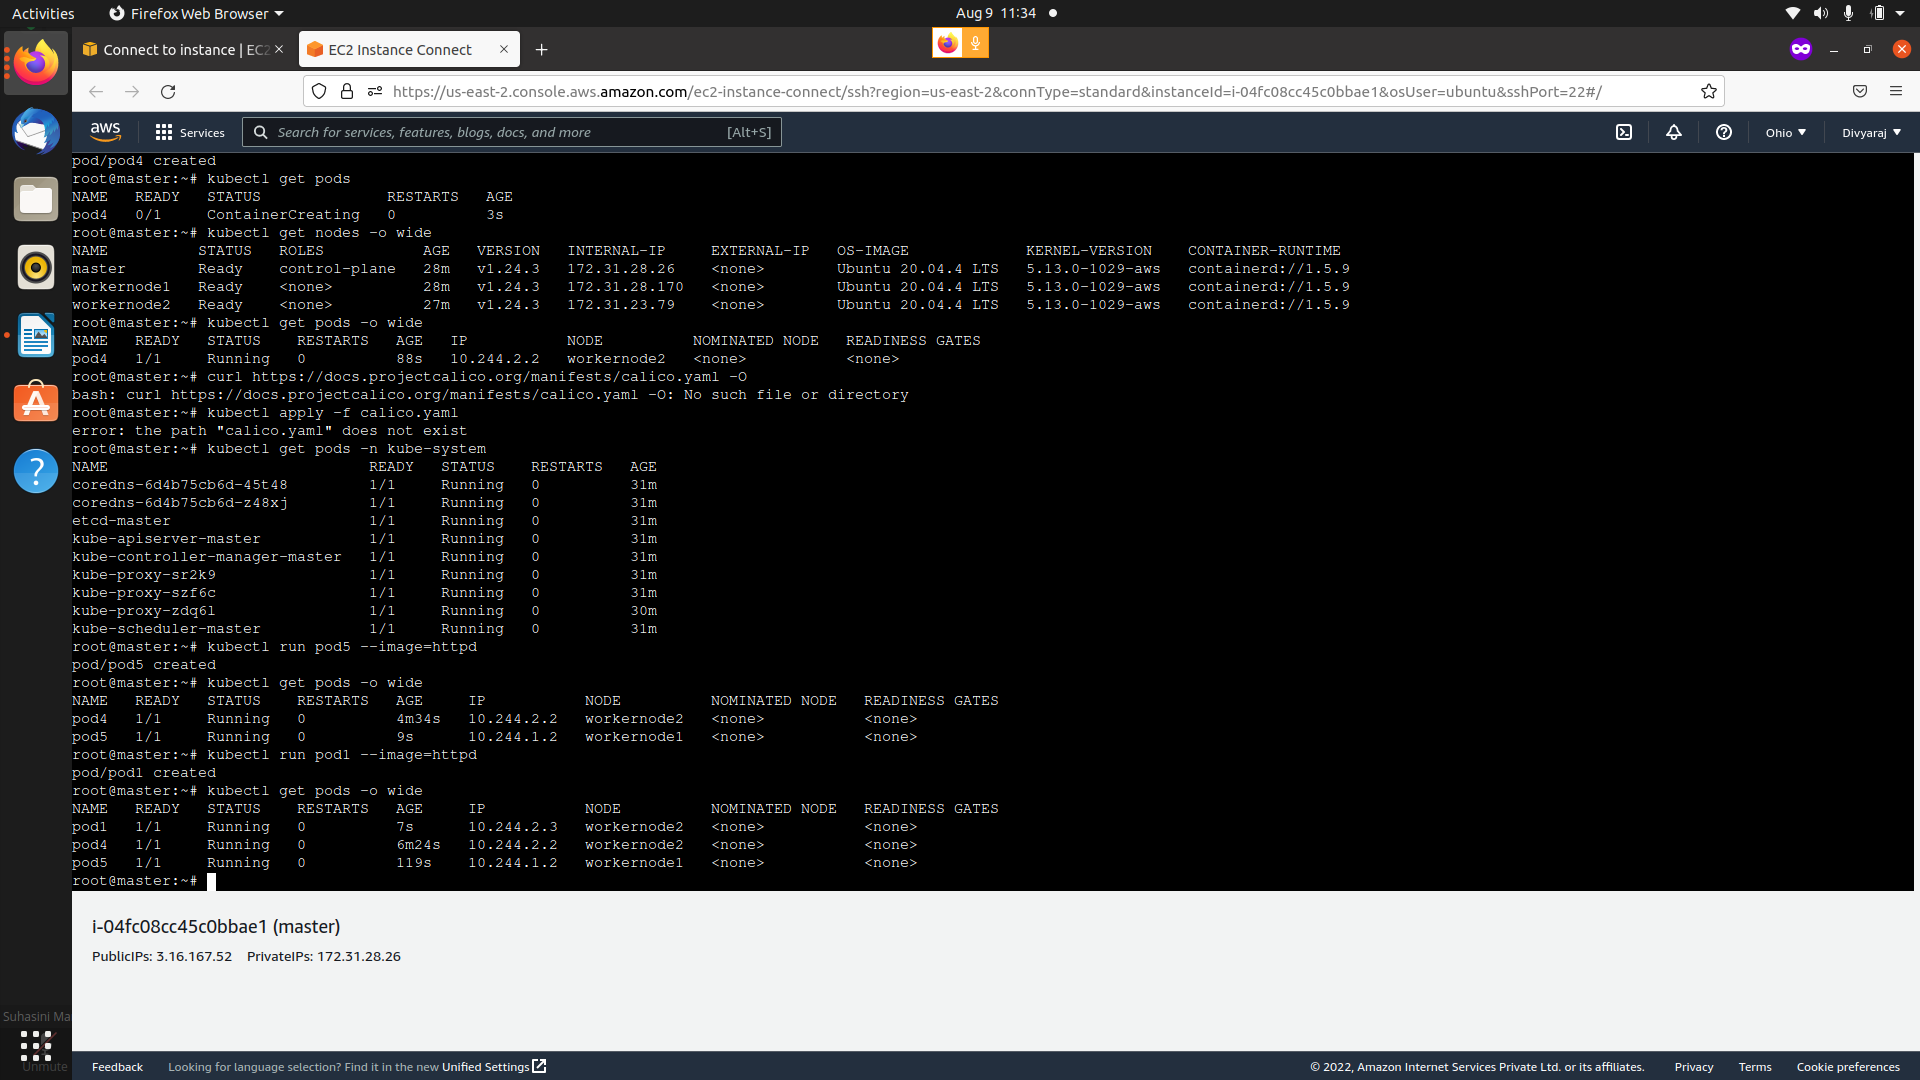 Activities
Firefox Web Browser
Aug 9 11:34
Connect to instance | EC2
EC2 Instance Connect
https://us-east-2.console.aws.amazon.com/ec2-instance-connect/ssh?region=us-east-2&connType=standard&instanceId=i-04fc08cc45c0bbae1&osUser=ubuntu&sshPort=22#/
aws
Services
Search for services, features, blogs, docs, and more [Alt+S]
Ohio
Divyaraj
pod/pod4 created
root@master:~# kubectl get pods
NAME READY STATUS RESTARTS AGE
pod4 0/1 ContainerCreating 0 3s
root@master:~# kubectl get nodes -o wide
NAME STATUS ROLES AGE VERSION INTERNAL-IP EXTERNAL-IP OS-IMAGE KERNEL-VERSION CONTAINER-RUNTIME
master Ready control-plane 28m v1.24.3 172.31.28.26 <none> Ubuntu 20.04.4 LTS 5.13.0-1029-aws containerd://1.5.9
workernode1 Ready <none> 28m v1.24.3 172.31.28.170 <none> Ubuntu 20.04.4 LTS 5.13.0-1029-aws containerd://1.5.9
workernode2 Ready <none> 27m v1.24.3 172.31.23.79 <none> Ubuntu 20.04.4 LTS 5.13.0-1029-aws containerd://1.5.9
root@master:~# kubectl get pods -o wide
NAME READY STATUS RESTARTS AGE IP NODE NOMINATED NODE READINESS GATES
pod4 1/1 Running 0 88s 10.244.2.2 workernode2 <none> <none>
root@master:~# curl https://docs.projectcalico.org/manifests/calico.yaml -O
bash: curl https://docs.projectcalico.org/manifests/calico.yaml -O: No such file or directory
root@master:~# kubectl apply -f calico.yaml
error: the path "calico.yaml" does not exist
root@master:~# kubectl get pods -n kube-system
NAME READY STATUS RESTARTS AGE
coredns-6d4b75cb6d-45t48 1/1 Running 0 31m
coredns-6d4b75cb6d-z48xj 1/1 Running 0 31m
etcd-master 1/1 Running 0 31m
kube-apiserver-master 1/1 Running 0 31m
kube-controller-manager-master 1/1 Running 0 31m
kube-proxy-sr2k9 1/1 Running 0 31m
kube-proxy-szf6c 1/1 Running 0 31m
kube-proxy-zdq6l 1/1 Running 0 30m
kube-scheduler-master 1/1 Running 0 31m
root@master:~# kubectl run pod5 --image=httpd
pod/pod5 created
root@master:~# kubectl get pods -o wide
NAME READY STATUS RESTARTS AGE IP NODE NOMINATED NODE READINESS GATES
pod4 1/1 Running 0 4m34s 10.244.2.2 workernode2 <none> <none>
pod5 1/1 Running 0 9s 10.244.1.2 workernode1 <none> <none>
root@master:~# kubectl run pod1 --image=httpd
pod/pod1 created
root@master:~# kubectl get pods -o wide
NAME READY STATUS RESTARTS AGE IP NODE NOMINATED NODE READINESS GATES
pod1 1/1 Running 0 7s 10.244.2.3 workernode2 <none> <none>
pod4 1/1 Running 0 6m24s 10.244.2.2 workernode2 <none> <none>
pod5 1/1 Running 0 119s 10.244.1.2 workernode1 <none> <none>
root@master:~#
i-04fc08cc45c0bbae1 (master)
PublicIPs: 3.16.167.52 PrivateIPs: 172.31.28.26
Suhasini Ma
Unmute
Feedback
Looking for language selection? Find it in the new Unified Settings
© 2022, Amazon Internet Services Private Ltd. or its affiliates.
Privacy
Terms
Cookie preferences